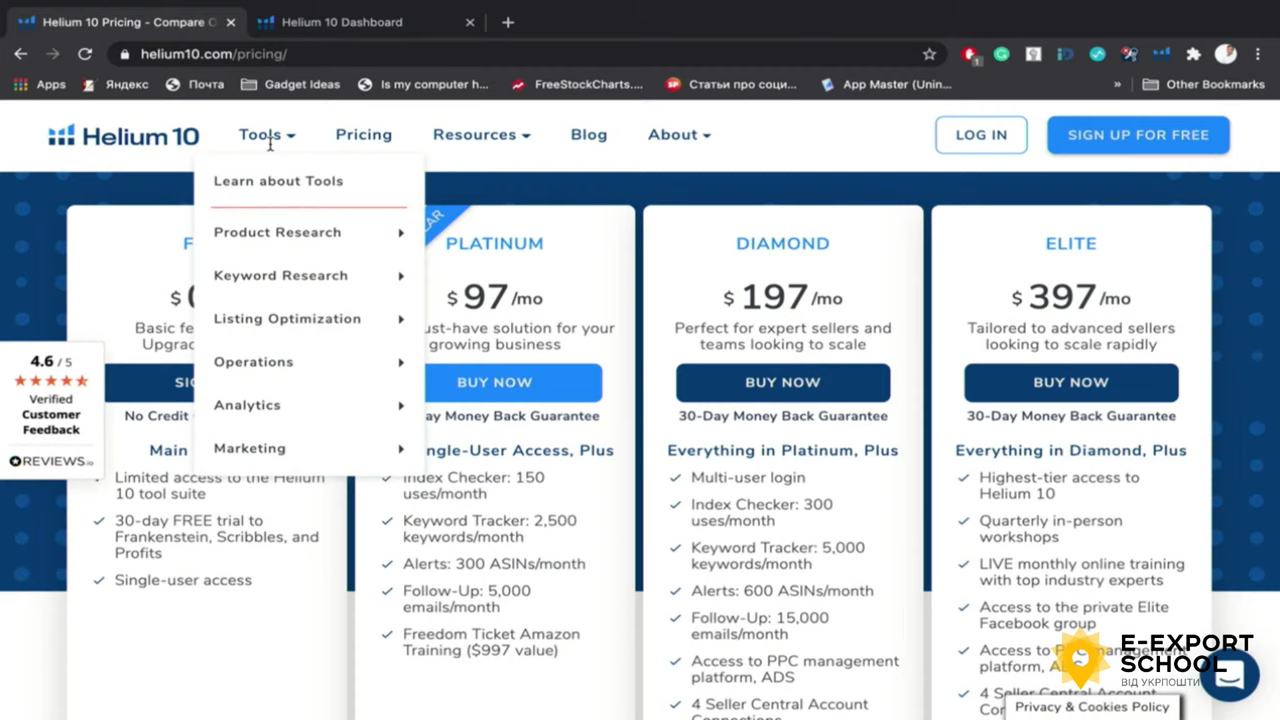 Helium 10 Pricing - Compare
Helium 10 Dashboard
helium10.com/pricing/
1
Apps
Яндекс
Почта
Gadget Ideas
Is my computer h...
FreeStockCharts....
Статьи про соци...
App Master (Unin...
»
Other Bookmarks
Helium 10
Tools
Pricing
Resources
Blog
About
LOG IN
SIGN UP FOR FREE
Learn about Tools
Product Research
Keyword Research
Listing Optimization
Operations
Analytics
Marketing
4.6 / 5
Verified
Customer
Feedback
REVIEWS.io
$
Basic
No Credit
Main
Limited access to the Helium
10 tool suite
30-day FREE trial to
Frankenstein, Scribbles, and
Profits
Single-user access
PLATINUM
$ 97 /mo
solution for your
growing business
BUY NOW
Money Back Guarantee
Access, Plus
Index Checker: 150
uses/month
Keyword Tracker: 2,500
keywords/month
Alerts: 300 ASINs/month
Follow-Up: 5,000
emails/month
Freedom Ticket Amazon
Training ($997 value)
DIAMOND
$ 197 /mo
Perfect for expert sellers and
teams looking to scale
BUY NOW
30-Day Money Back Guarantee
Everything in Platinum, Plus
Multi-user login
Index Checker: 300
uses/month
Keyword Tracker: 5,000
keywords/month
Alerts: 600 ASINs/month
Follow-Up: 15,000
emails/month
Access to PPC management
platform, ADS
4 Seller Central Account
ELITE
$ 397 /mo
Tailored to advanced sellers
looking to scale rapidly
BUY NOW
30-Day Money Back Guarantee
Everything in Diamond, Plus
Highest-tier access to
Helium 10
Quarterly in-person
workshops
LIVE monthly online training
with top industry experts
Access to the private Elite
Facebook group
Access to PPC management
platform, ADS
4 Seller Central Account
E-EXPORT
SCHOOL
ВІД УКРПОШТИ
Privacy & Cookies Policy